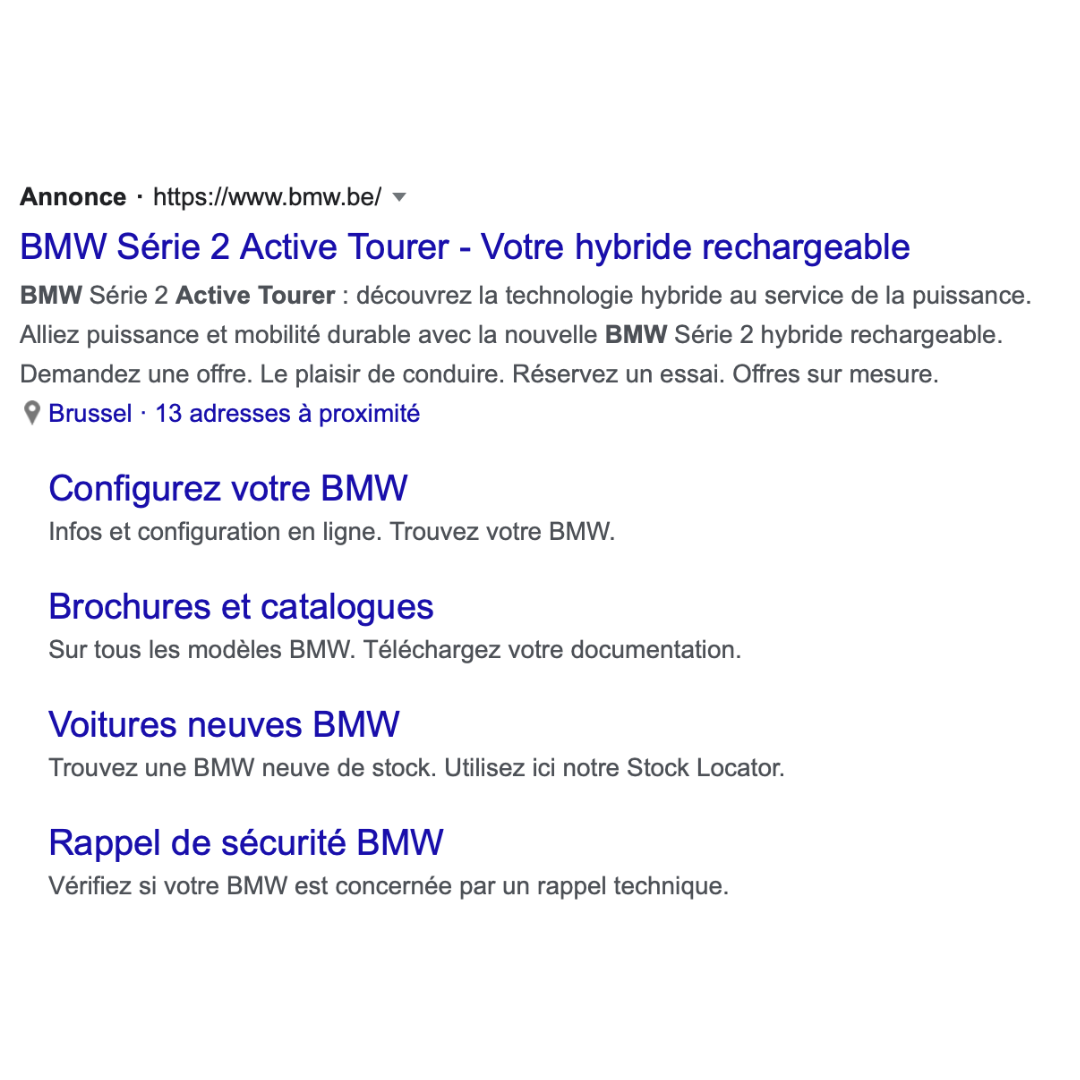 Annonce · https://www.bmw.be/
BMW Série 2 Active Tourer - Votre hybride rechargeable
BMW Série 2 Active Tourer : découvrez la technologie hybride au service de la puissance.
Alliez puissance et mobilité durable avec la nouvelle BMW Série 2 hybride rechargeable.
Demandez une offre. Le plaisir de conduire. Réservez un essai. Offres sur mesure.
Brussel · 13 adresses à proximité
Configurez votre BMW
Infos et configuration en ligne. Trouvez votre BMW.
Brochures et catalogues
Sur tous les modèles BMW. Téléchargez votre documentation.
Voitures neuves BMW
Trouvez une BMW neuve de stock. Utilisez ici notre Stock Locator.
Rappel de sécurité BMW
Vérifiez si votre BMW est concernée par un rappel technique.